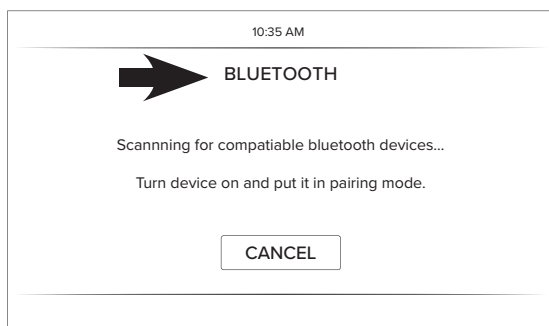 10:35 AM
BLUETOOTH
Scannning for compatiable bluetooth devices...
Turn device on and put it in pairing mode.
CANCEL